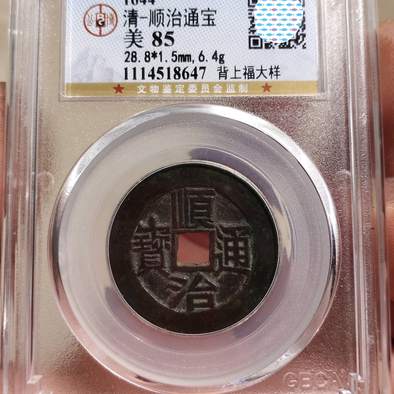 1644
清-顺治通宝
美 85
28.8*1.5mm,6.4g
1114518647 背上福大样
★ 文物鉴定委员会监制 ★
順治通寶